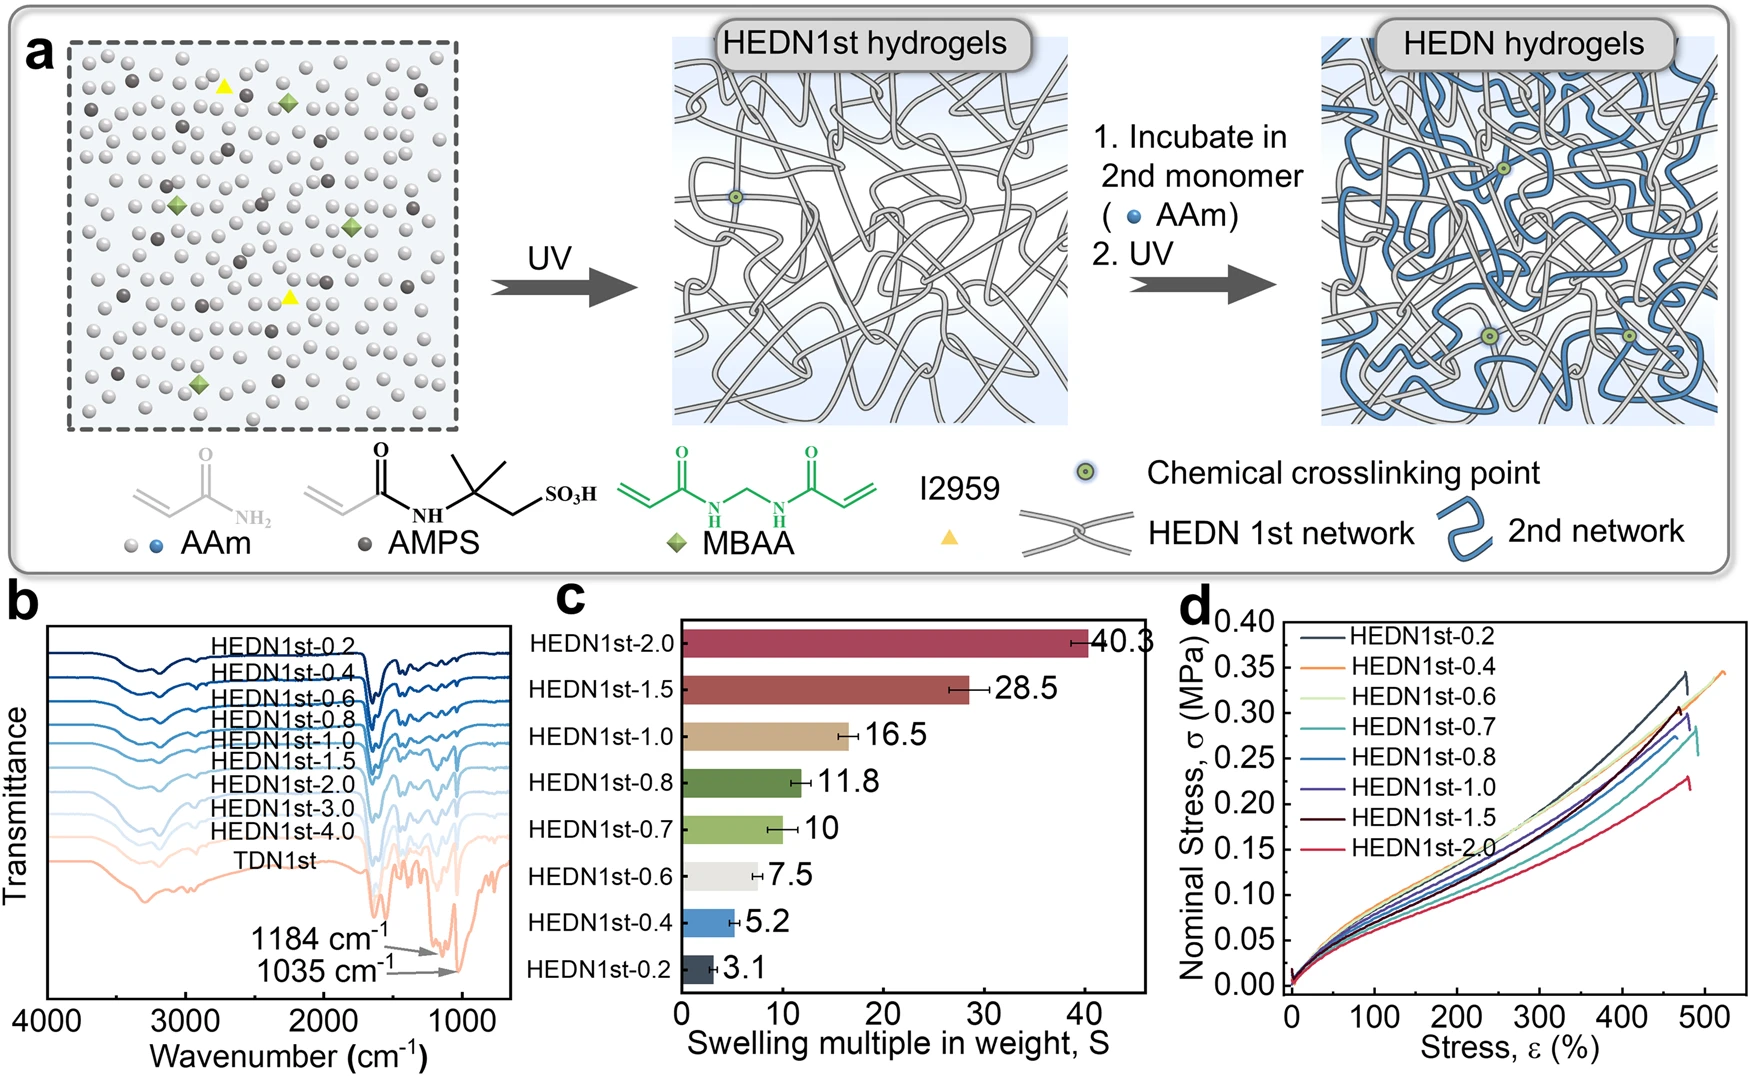 a
HEDN1st hydrogels
HEDN hydrogels
UV
1. Incubate in
2nd monomer
( AAm)
2. UV
O
NH₂
AAm
O
NH
SO₃H
AMPS
O
O
N
H
N
H
MBAA
I2959
Chemical crosslinking point
HEDN 1st network
2nd network
b
Transmittance
HEDN1st-0.2
HEDN1st-0.4
HEDN1st-0.6
HEDN1st-0.8
HEDN1st-1.0
HEDN1st-1.5
HEDN1st-2.0
HEDN1st-3.0
HEDN1st-4.0
TDN1st
1184 cm⁻¹
1035 cm⁻¹
4000 3000 2000 1000
Wavenumber (cm⁻¹)
c
HEDN1st-2.0 40.3
HEDN1st-1.5 28.5
HEDN1st-1.0 16.5
HEDN1st-0.8 11.8
HEDN1st-0.7 10
HEDN1st-0.6 7.5
HEDN1st-0.4 5.2
HEDN1st-0.2 3.1
0 10 20 30 40
Swelling multiple in weight, S
d
Nominal Stress, σ (MPa)
0.40
0.35
0.30
0.25
0.20
0.15
0.10
0.05
0.00
HEDN1st-0.2
HEDN1st-0.4
HEDN1st-0.6
HEDN1st-0.7
HEDN1st-0.8
HEDN1st-1.0
HEDN1st-1.5
HEDN1st-2.0
0 100 200 300 400 500
Stress, ε (%)